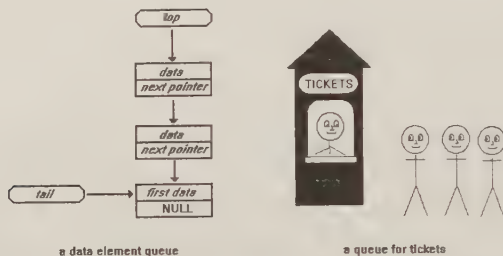 top
data
next pointer
data
next pointer
tail
first data
NULL
a data element queue
TICKETS
a queue for tickets